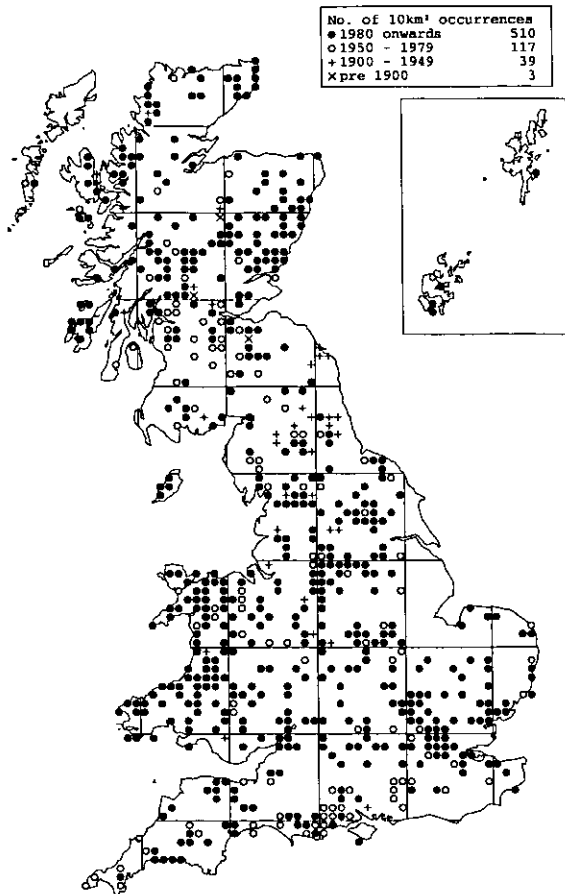 No. of 10km² occurrences
● 1980 onwards 510
○ 1950 - 1979 117
+ 1900 - 1949 39
× pre 1900 3